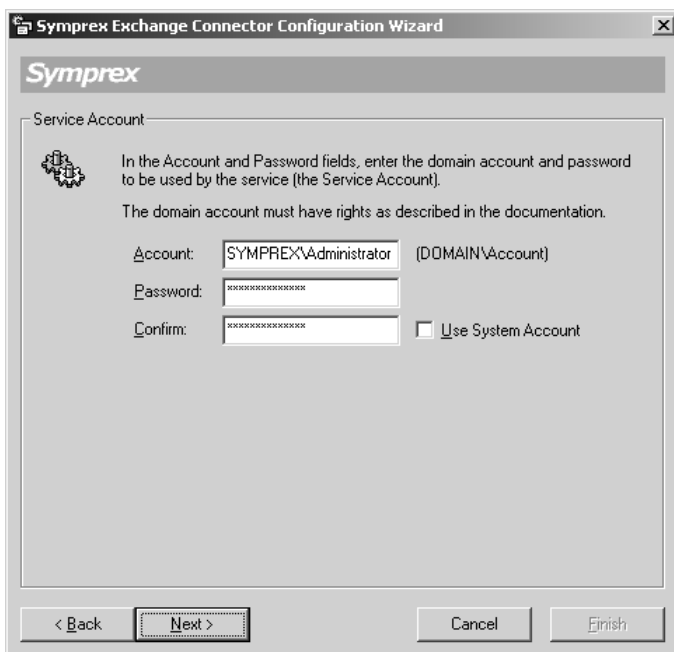 Symprex Exchange Connector Configuration Wizard
Symprex
Service Account
In the Account and Password fields, enter the domain account and password
to be used by the service (the Service Account).
The domain account must have rights as described in the documentation.
Account: SYMPREX\Administrator (DOMAIN\Account)
Password: **************
Confirm: **************
Use System Account
< Back Next > Cancel Finish